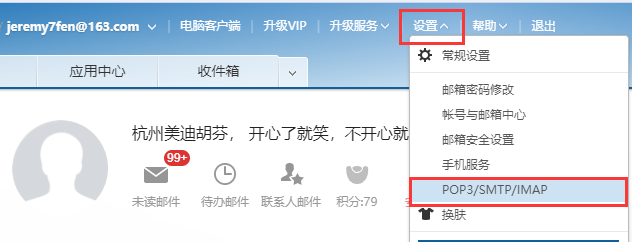 jeremy7fen@163.com 电脑客户端 升级VIP 升级服务 设置 帮助 退出
应用中心 收件箱
常规设置
邮箱密码修改
帐号与邮箱中心
邮箱安全设置
手机服务
POP3/SMTP/IMAP
换肤
杭州美迪胡芬， 开心了就笑，不开心就
99+
未读邮件 待办邮件 联系人邮件 积分:79